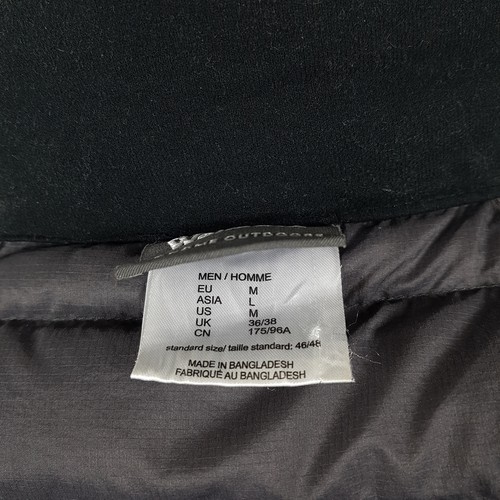 OUTDOORS
MEN / HOMME
EU M
ASIA L
US M
UK 36/38
CN 175/96A
standard size/ taille standard: 46/48
MADE IN BANGLADESH
FABRIQUÉ AU BANGLADESH